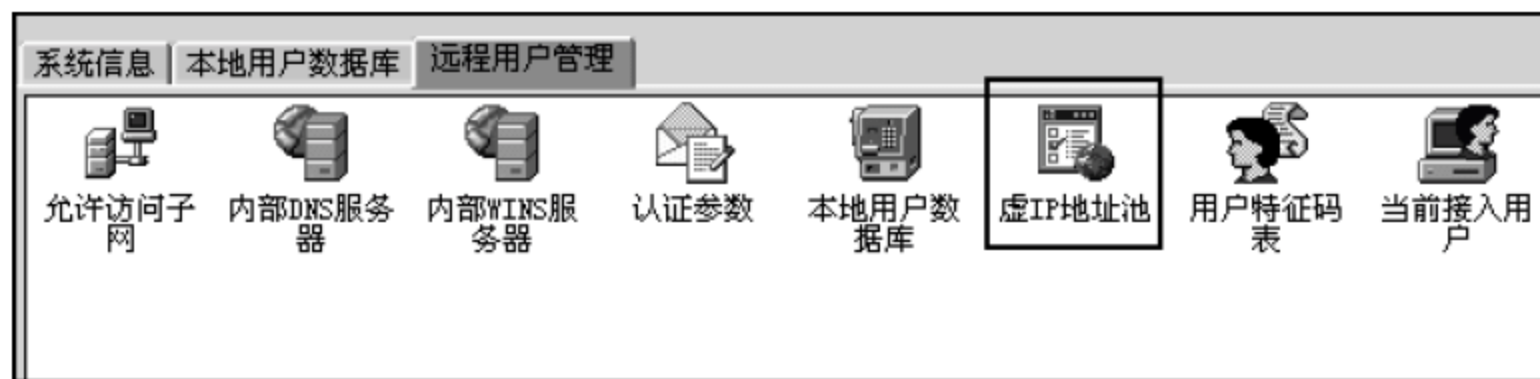 系统信息 本地用户数据库 远程用户管理
允许访问子网
内部DNS服务器
内部WINS服务器
认证参数
本地用户数据库
虚IP地址池
用户特征码表
当前接入用户